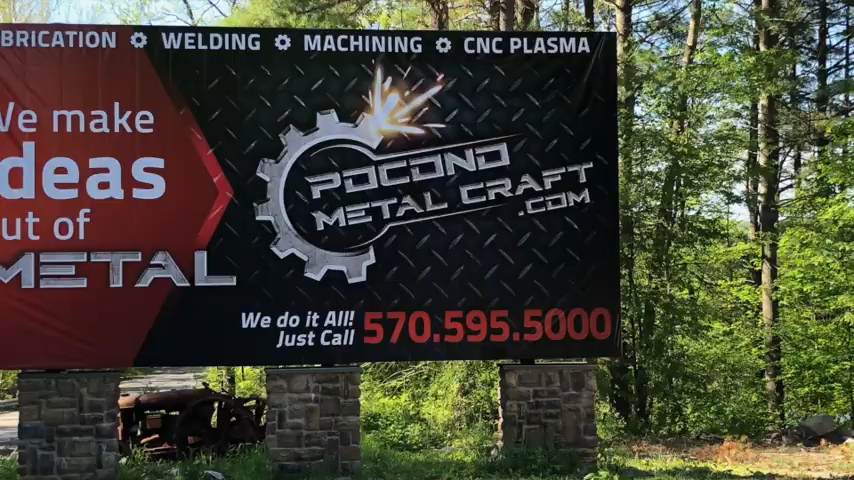 BRICATION WELDING MACHINING CNC PLASMA
We make
deas
ut of
METAL
POCONO
METAL CRAFT
.COM
We do it All!
Just Call
570.595.5000